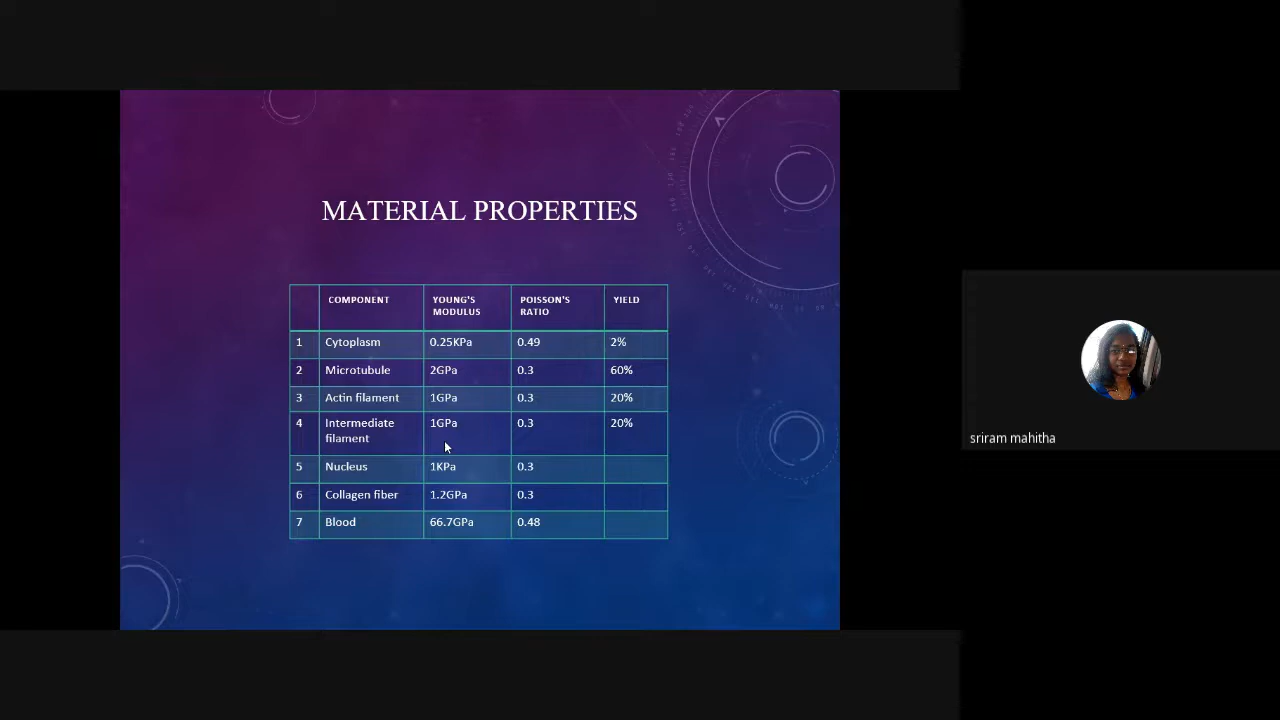 MATERIAL PROPERTIES
COMPONENT YOUNG'S MODULUS POISSON'S RATIO YIELD
1 Cytoplasm 0.25KPa 0.49 2%
2 Microtubule 2GPa 0.3 60%
3 Actin filament 1GPa 0.3 20%
4 Intermediate filament 1GPa 0.3 20%
5 Nucleus 1KPa 0.3
6 Collagen fiber 1.2GPa 0.3
7 Blood 66.7GPa 0.48
sriram mahitha